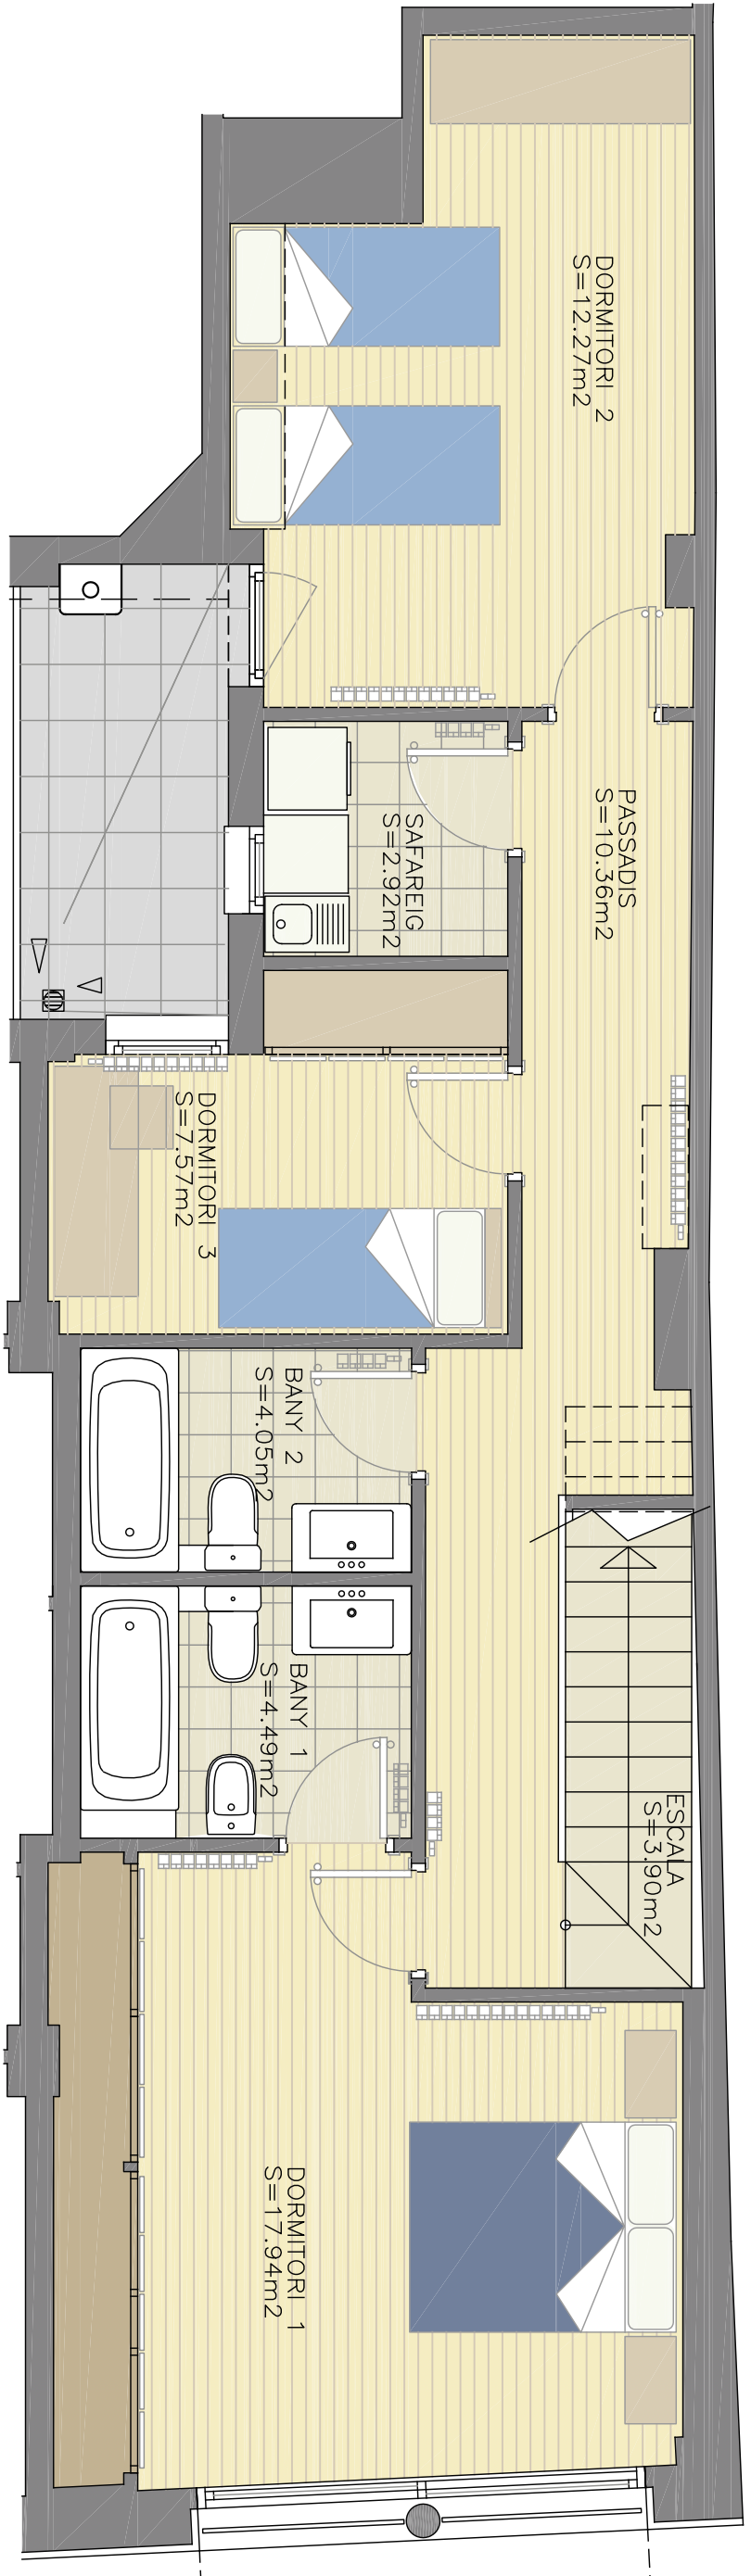 DORMITORI 2
S=12.27m2
PASSADIS
S=10.36m2
SAFAREIG
S=2.92m2
DORMITORI 3
S=7.57m2
BANY 2
S=4.05m2
BANY 1
S=4.49m2
ESCALA
S=3.90m2
DORMITORI 1
S=17.94m2